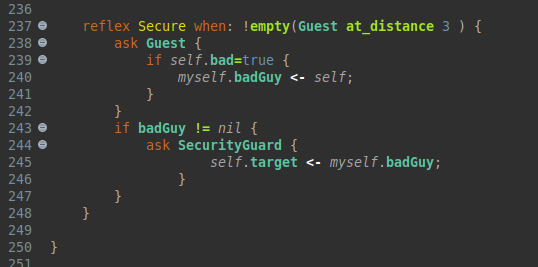 236
237 reflex Secure when: !empty(Guest at_distance 3 ) {
238 ask Guest {
239 if self.bad=true {
240 myself.badGuy <- self;
241 }
242 }
243 if badGuy != nil {
244 ask SecurityGuard {
245 self.target <- myself.badGuy;
246 }
247 }
248 }
249
250 }
251